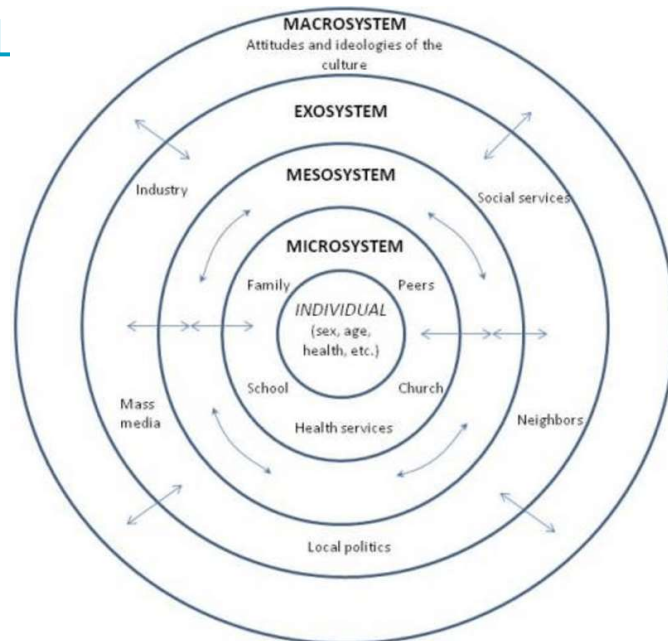 MACROSYSTEM
Attitudes and ideologies of the
culture
EXOSYSTEM
Industry
Social services
MESOSYSTEM
MICROSYSTEM
Family
Peers
INDIVIDUAL
(sex, age,
health, etc.)
School
Church
Health services
Mass
media
Neighbors
Local politics